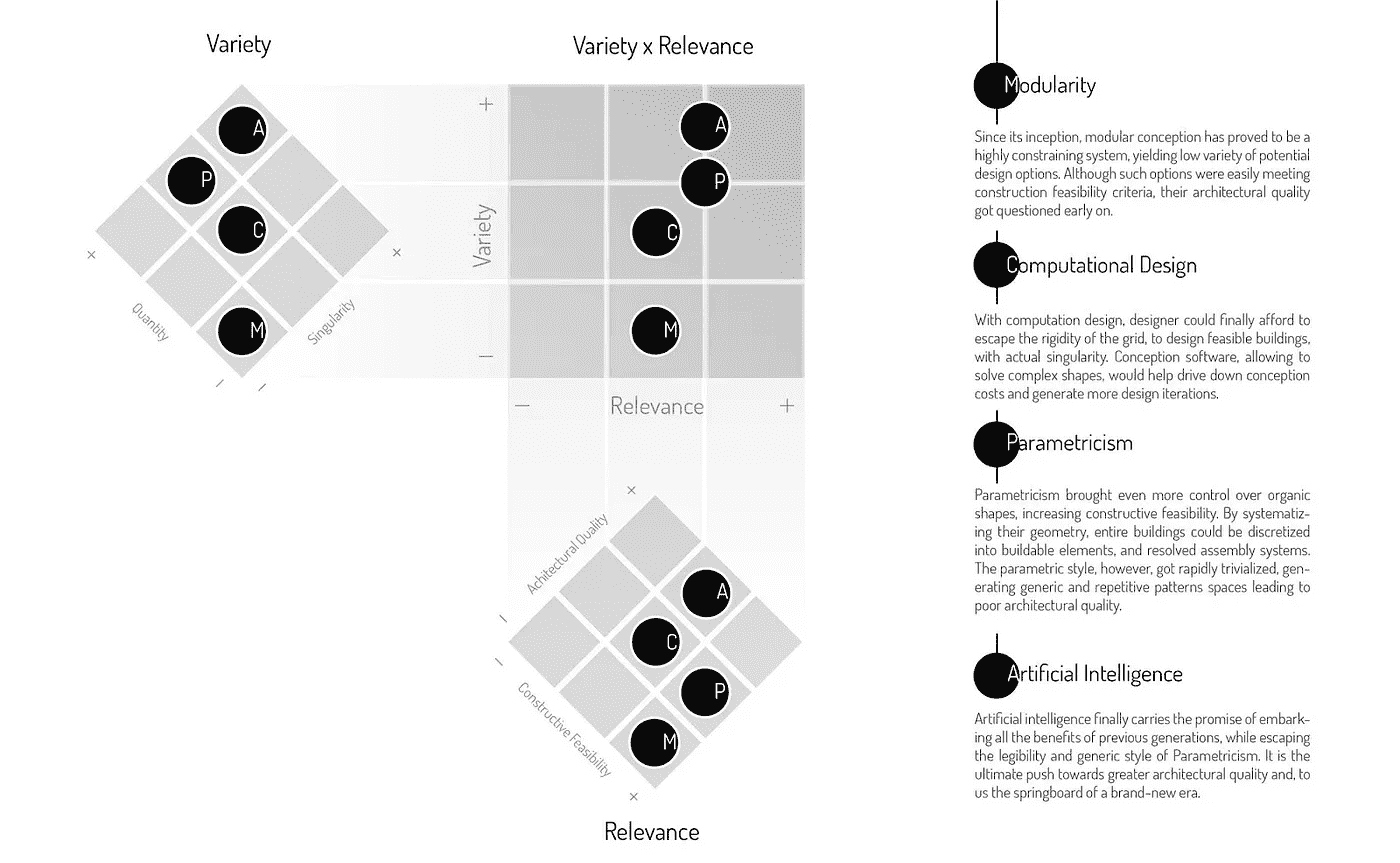 Variety
Variety x Relevance
A
P
C
M
+
+
Quantity
Singularity
−
−
+
Variety
−
A
P
C
M
−
Relevance
+
+
Achitectural Quality
−
−
Constructive Feasibility
+
A
C
P
M
Relevance
Modularity
Since its inception, modular conception has proved to be a
highly constraining system, yielding low variety of potential
design options. Although such options were easily meeting
construction feasibility criteria, their architectural quality
got questioned early on.
Computational Design
With computation design, designer could finally afford to
escape the rigidity of the grid, to design feasible buildings,
with actual singularity. Conception software, allowing to
solve complex shapes, would help drive down conception
costs and generate more design iterations.
Parametricism
Parametricism brought even more control over organic
shapes, increasing constructive feasibility. By systematiz-
ing their geometry, entire buildings could be discretized
into buildable elements, and resolved assembly systems.
The parametric style, however, got rapidly trivialized, gen-
erating generic and repetitive patterns spaces leading to
poor architectural quality.
Artificial Intelligence
Artificial intelligence finally carries the promise of embark-
ing all the benefits of previous generations, while escaping
the legibility and generic style of Parametricism. It is the
ultimate push towards greater architectural quality and, to
us the springboard of a brand-new era.